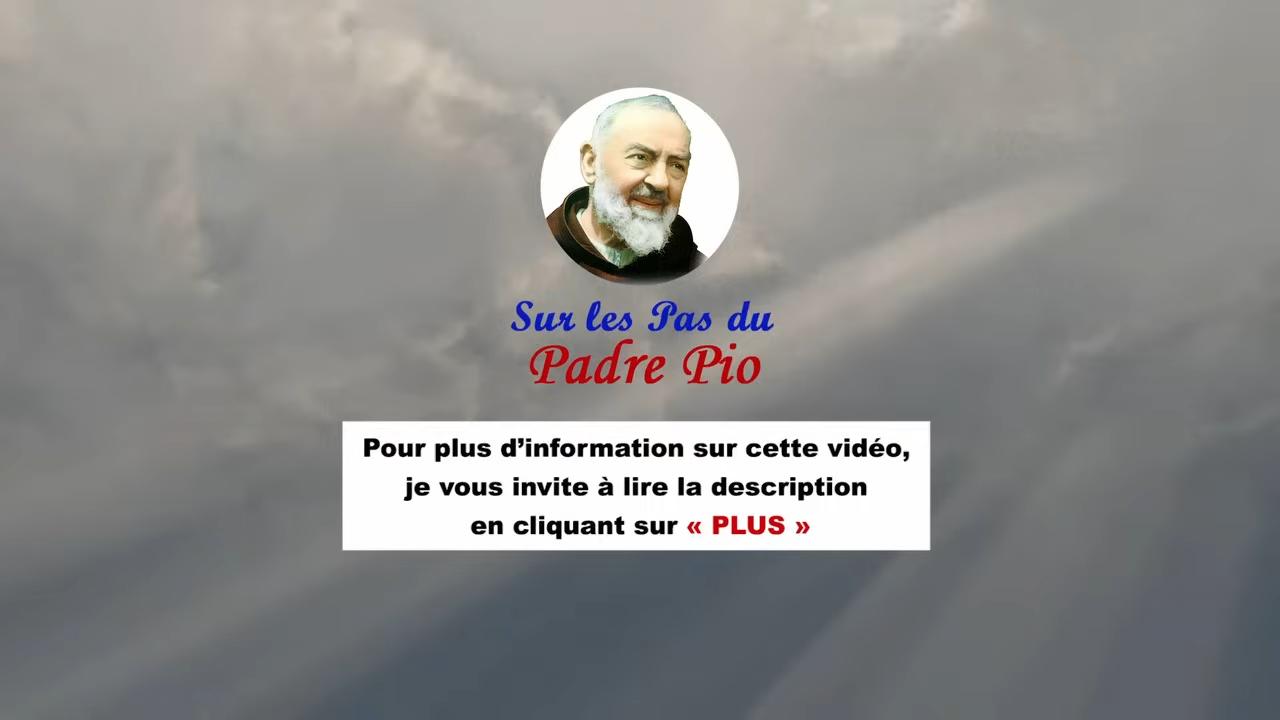 Sur les Pas du
Padre Pio
Pour plus d’information sur cette vidéo,
je vous invite à lire la description
en cliquant sur « PLUS »